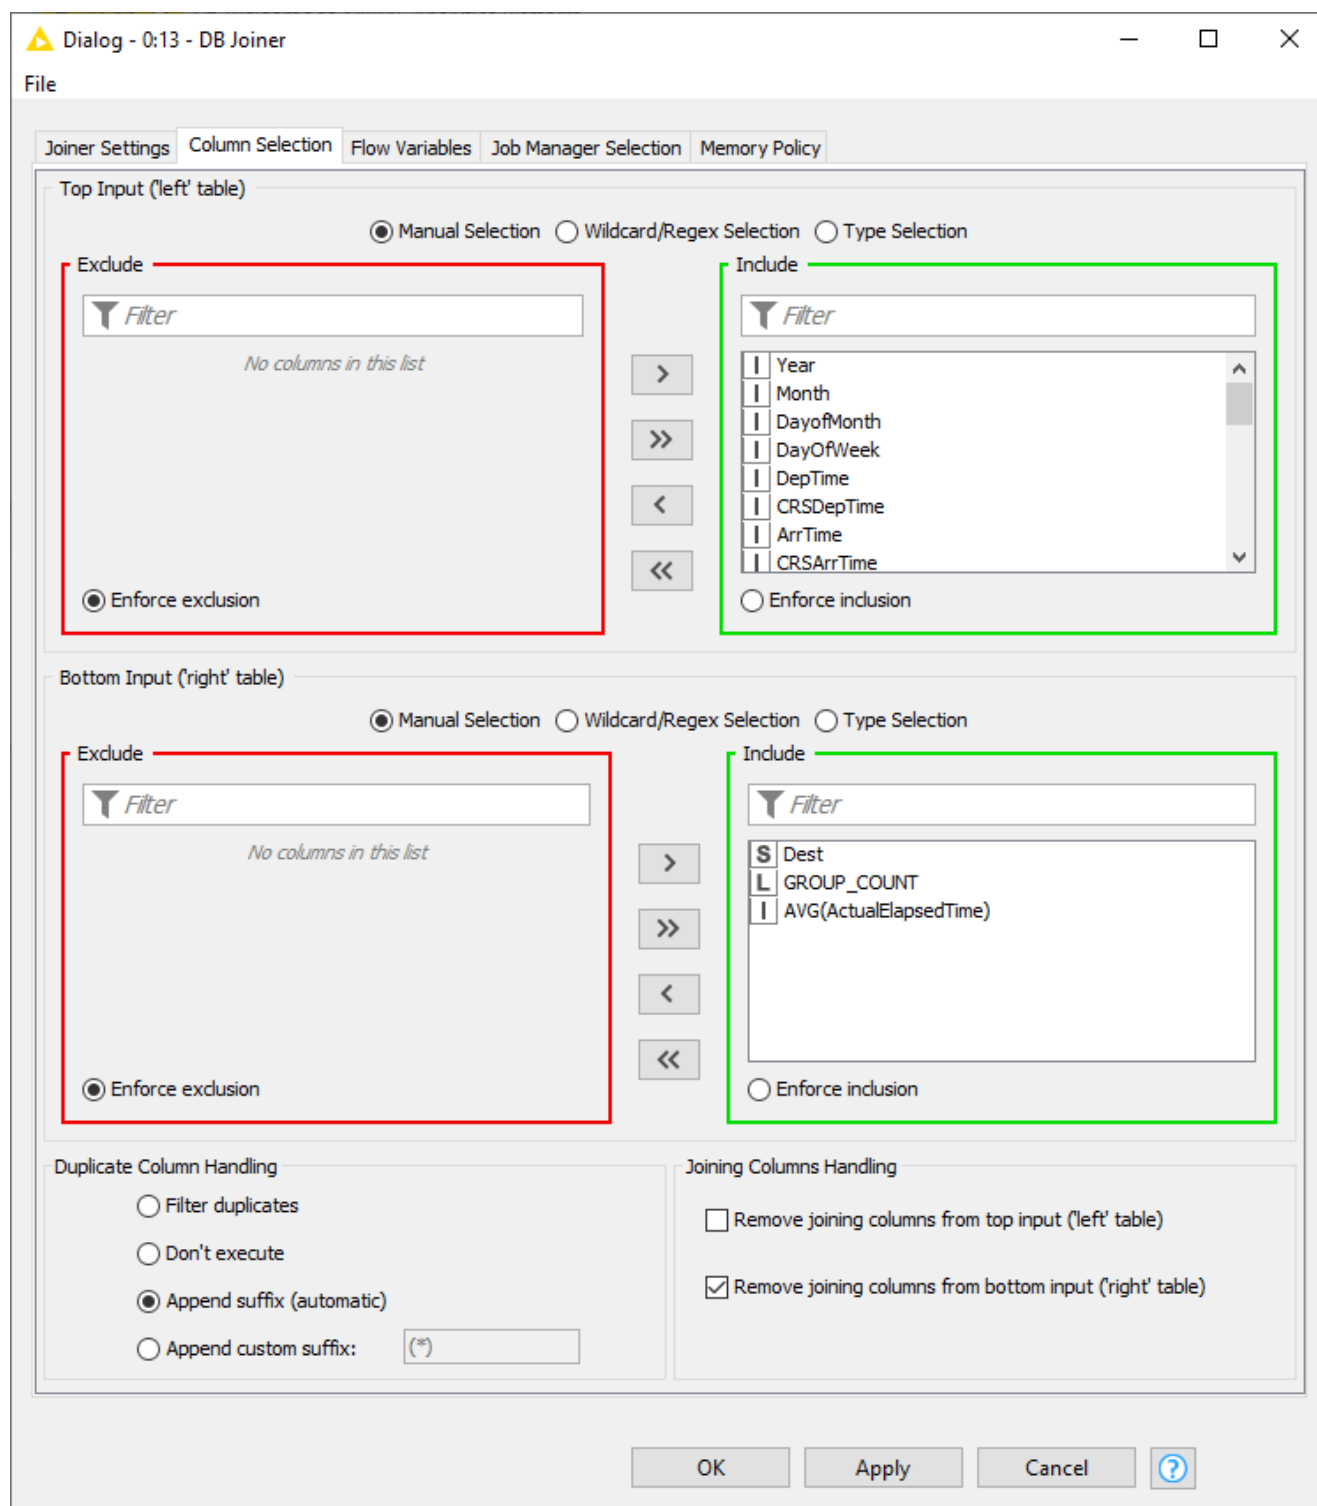 Dialog - 0:13 - DB Joiner
File
Joiner Settings Column Selection Flow Variables Job Manager Selection Memory Policy
Top Input ('left' table)
Manual Selection Wildcard/Regex Selection Type Selection
Exclude Include
Filter Filter
No columns in this list
I Year
I Month
I DayofMonth
I DayOfWeek
I DepTime
I CRSDepTime
I ArrTime
I CRSArrTime
> 
>>
<
<<
Enforce exclusion Enforce inclusion
Bottom Input ('right' table)
Manual Selection Wildcard/Regex Selection Type Selection
Exclude Include
Filter Filter
No columns in this list
S Dest
L GROUP_COUNT
I AVG(ActualElapsedTime)
>
>>
<
<<
Enforce exclusion Enforce inclusion
Duplicate Column Handling
Filter duplicates
Don't execute
Append suffix (automatic)
Append custom suffix: (*)
Joining Columns Handling
Remove joining columns from top input ('left' table)
Remove joining columns from bottom input ('right' table)
OK Apply Cancel ?